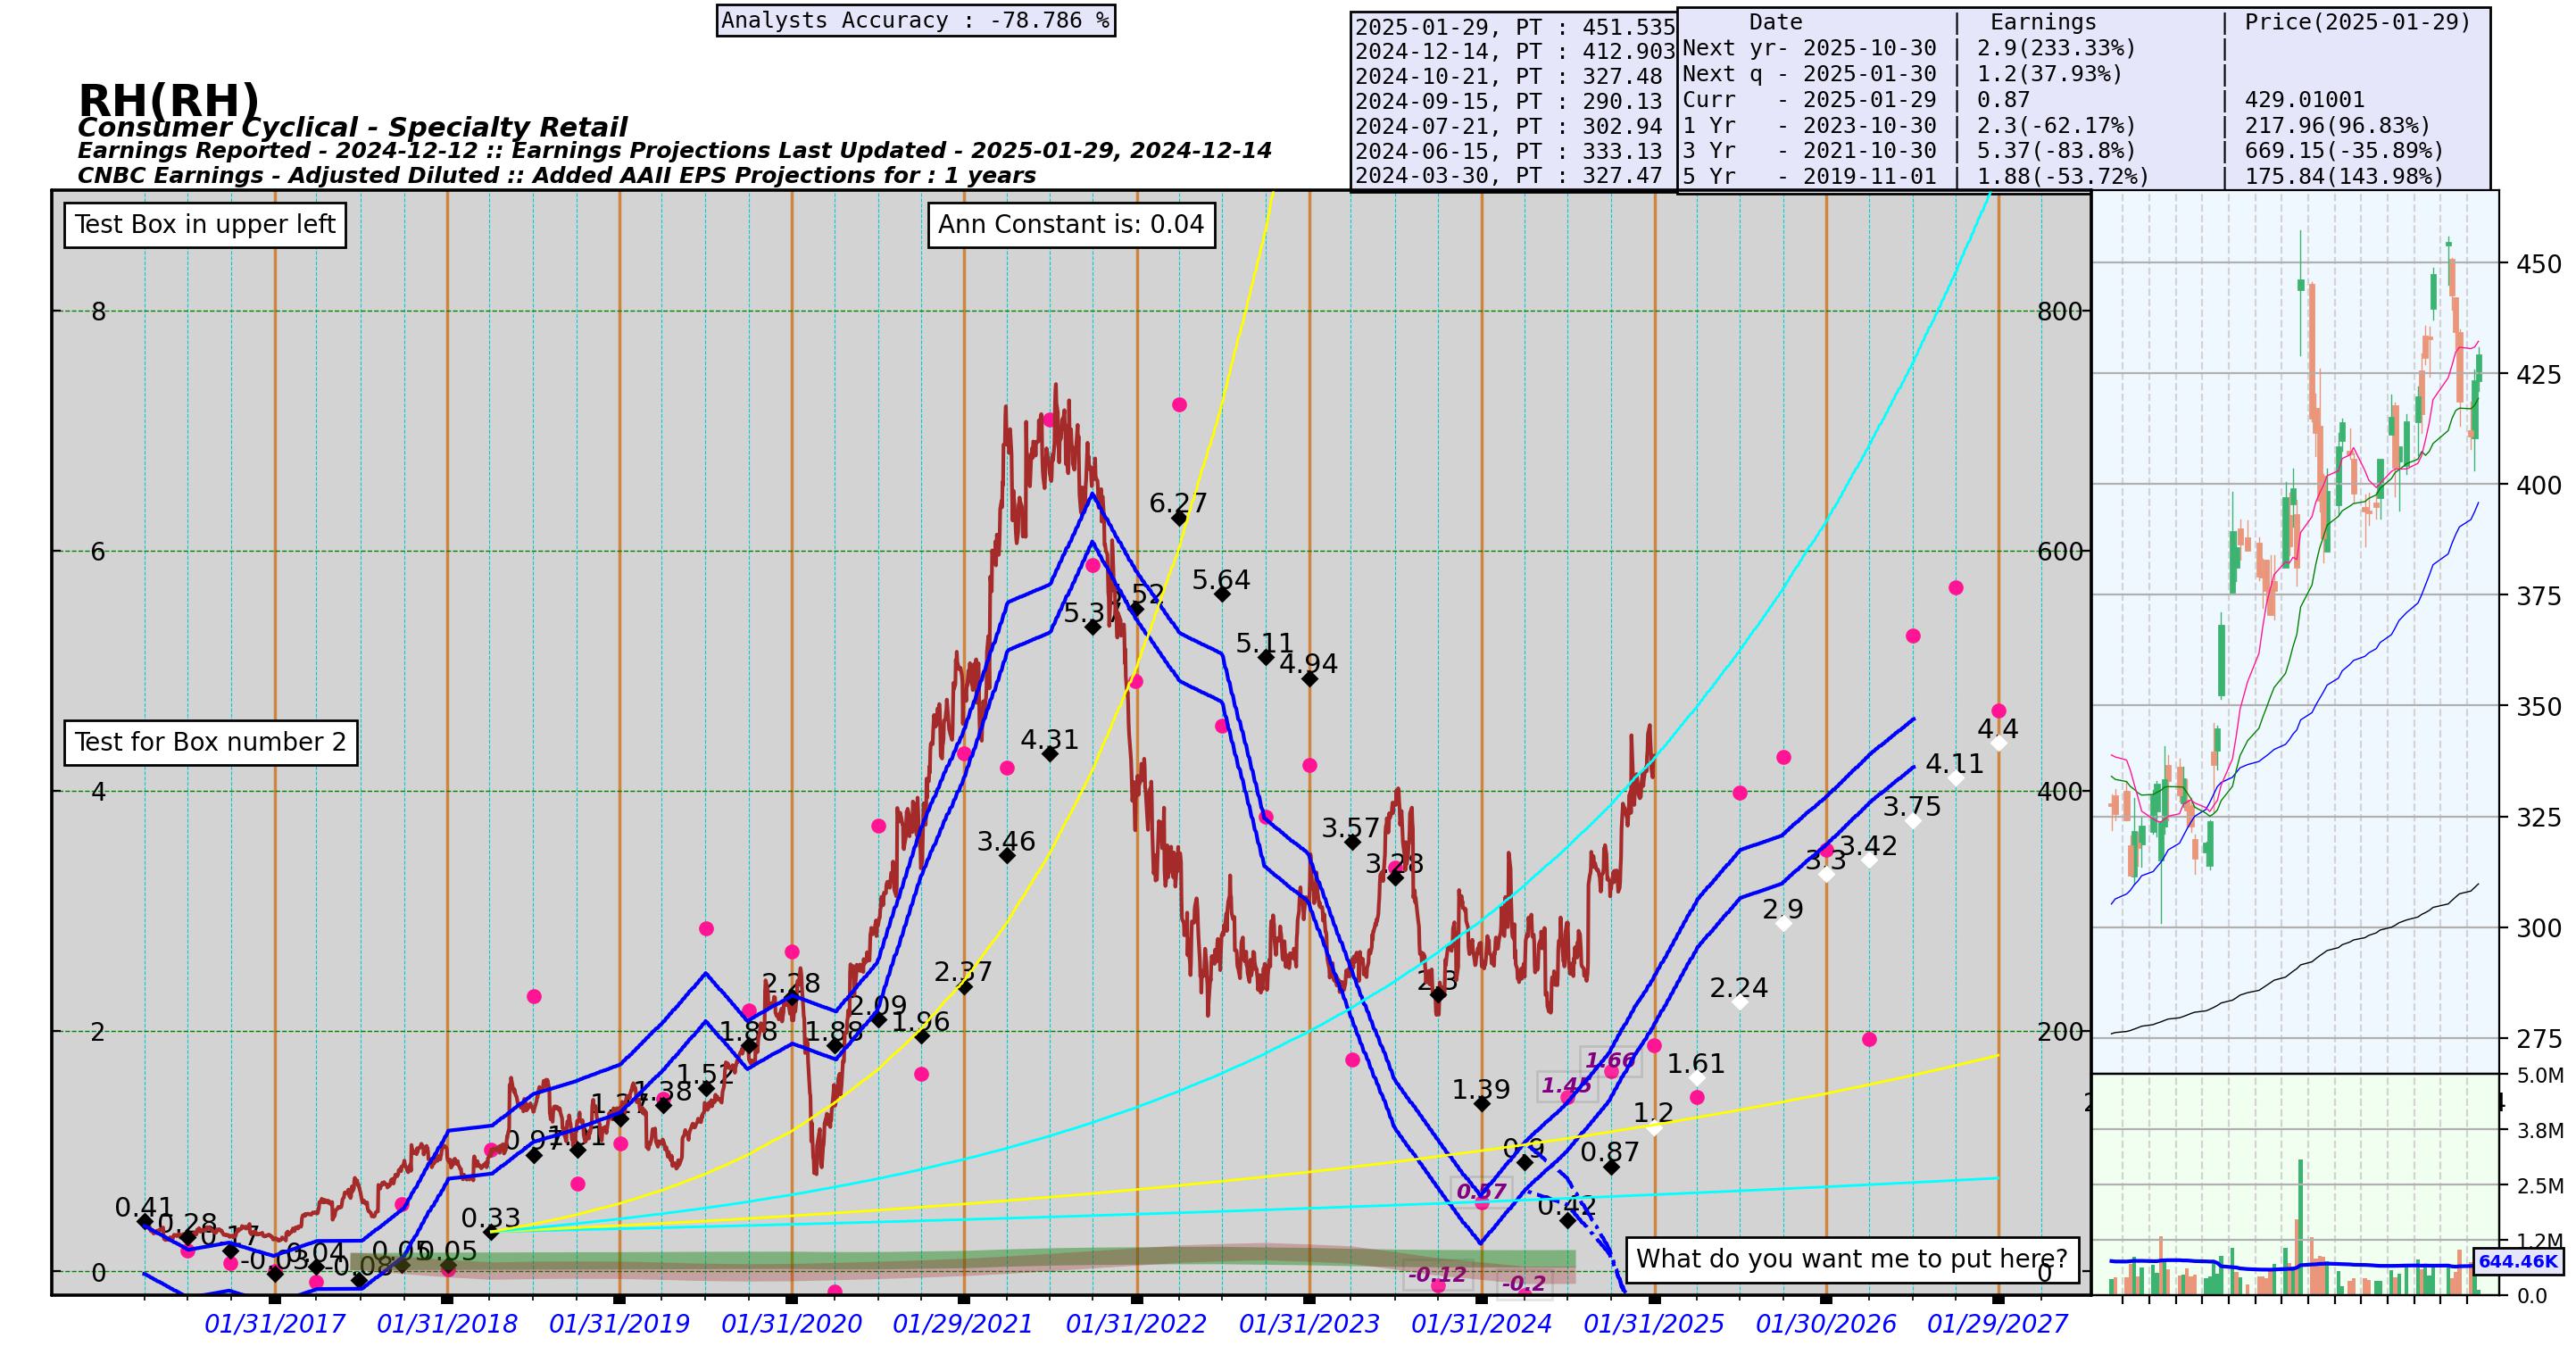 Analysts Accuracy : -78.786 %
2025-01-29, PT : 451.535
2024-12-14, PT : 412.903
2024-10-21, PT : 327.48
2024-09-15, PT : 290.13
2024-07-21, PT : 302.94
2024-06-15, PT : 333.13
2024-03-30, PT : 327.47
Date | Earnings | Price(2025-01-29)
Next yr- 2025-10-30 | 2.9(233.33%) |
Next q - 2025-01-30 | 1.2(37.93%) |
Curr - 2025-01-29 | 0.87 | 429.01001
1 Yr - 2023-10-30 | 2.3(-62.17%) | 217.96(96.83%)
3 Yr - 2021-10-30 | 5.37(-83.8%) | 669.15(-35.89%)
5 Yr - 2019-11-01 | 1.88(-53.72%) | 175.84(143.98%)
RH(RH)
Consumer Cyclical - Specialty Retail
Earnings Reported - 2024-12-12 :: Earnings Projections Last Updated - 2025-01-29, 2024-12-14
CNBC Earnings - Adjusted Diluted :: Added AAII EPS Projections for : 1 years
Test Box in upper left
Ann Constant is: 0.04
Test for Box number 2
What do you want me to put here?
8
6
4
2
0
800
600
400
200
0
0.41
0.28
0.17
-0.03
0.04
-0.08
0.05
0.05
0.33
0.97
1.27
1.38
1.52
1.88
2.28
1.88
2.09
1.96
2.37
3.46
4.31
5.37
6.27
5.64
5.11
4.94
3.57
3.28
2.3
1.39
0.9
0.42
0.87
1.2
1.61
2.24
2.9
3.3
3.42
3.75
4.11
4.4
-0.12
0.57
-0.2
1.45
1.66
450
425
400
375
350
325
300
275
5.0M
3.8M
2.5M
1.2M
644.46K
0.0
01/31/2017
01/31/2018
01/31/2019
01/31/2020
01/29/2021
01/31/2022
01/31/2023
01/31/2024
01/31/2025
01/30/2026
01/29/2027